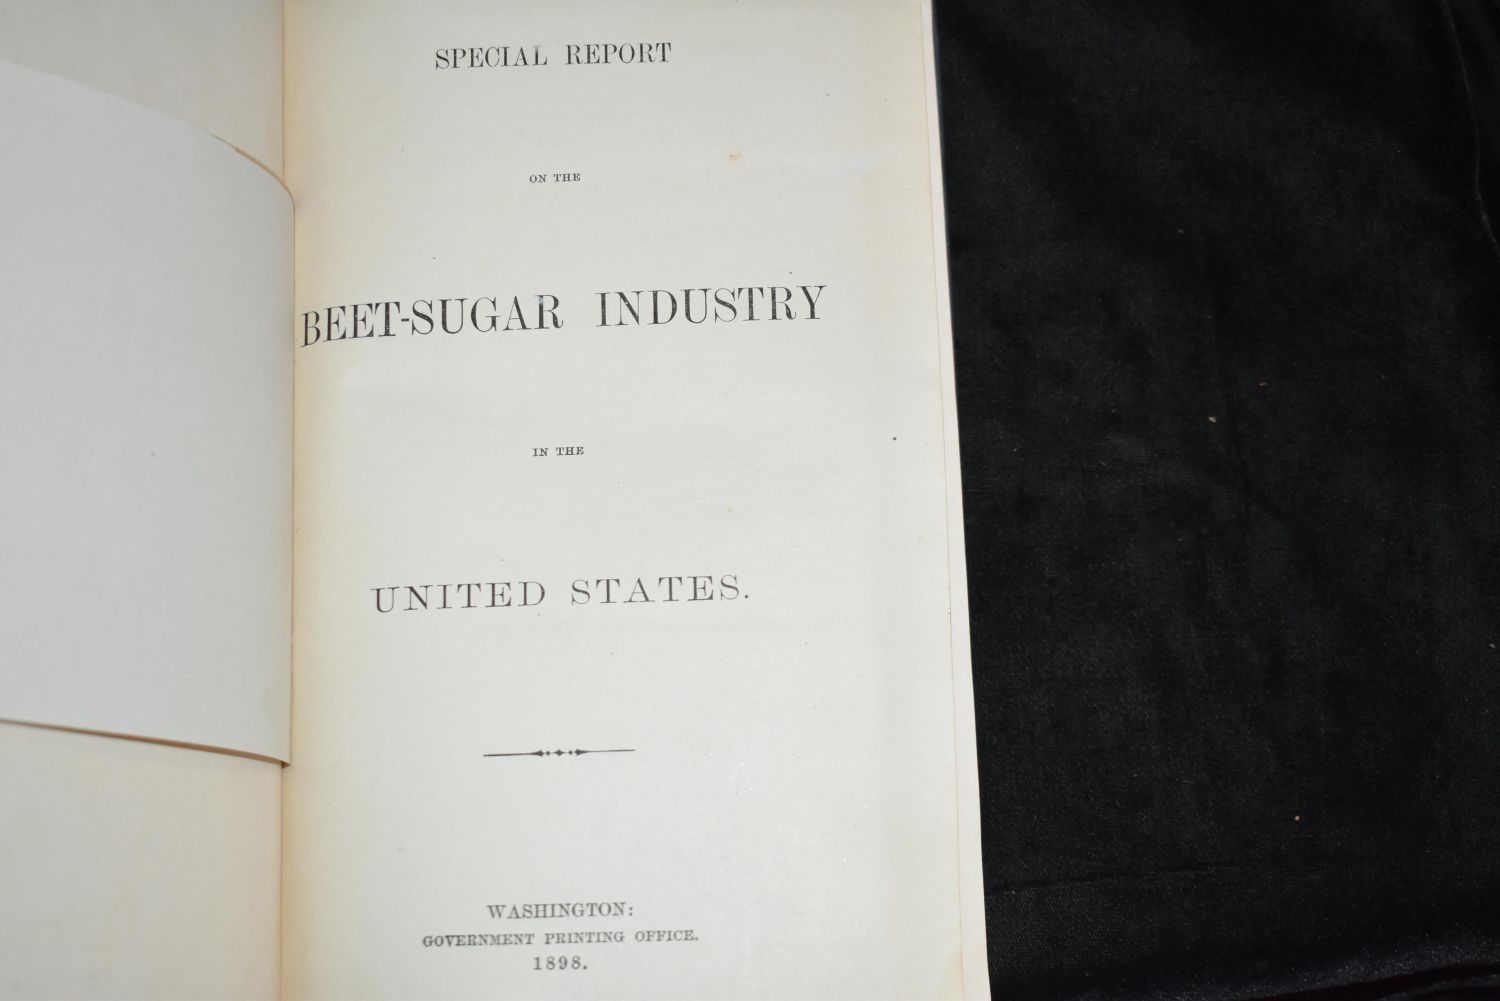 SPECIAL REPORT
ON THE
BEET-SUGAR INDUSTRY
IN THE
UNITED STATES.
WASHINGTON:
GOVERNMENT PRINTING OFFICE.
1898.